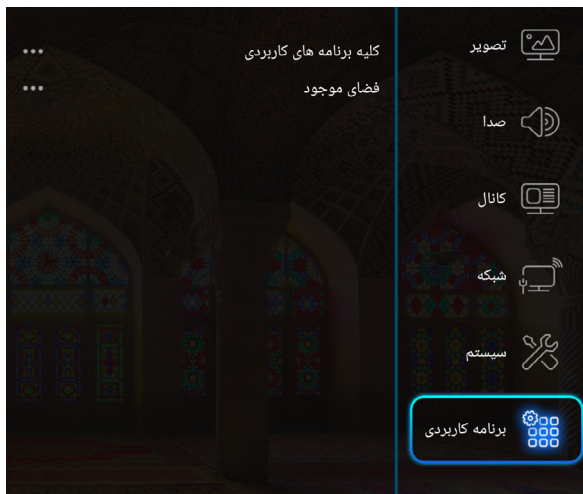 تصویر
صدا
کانال
شبکه
سیستم
برنامه کاربردی
کلیه برنامه های کاربردی
فضای موجود